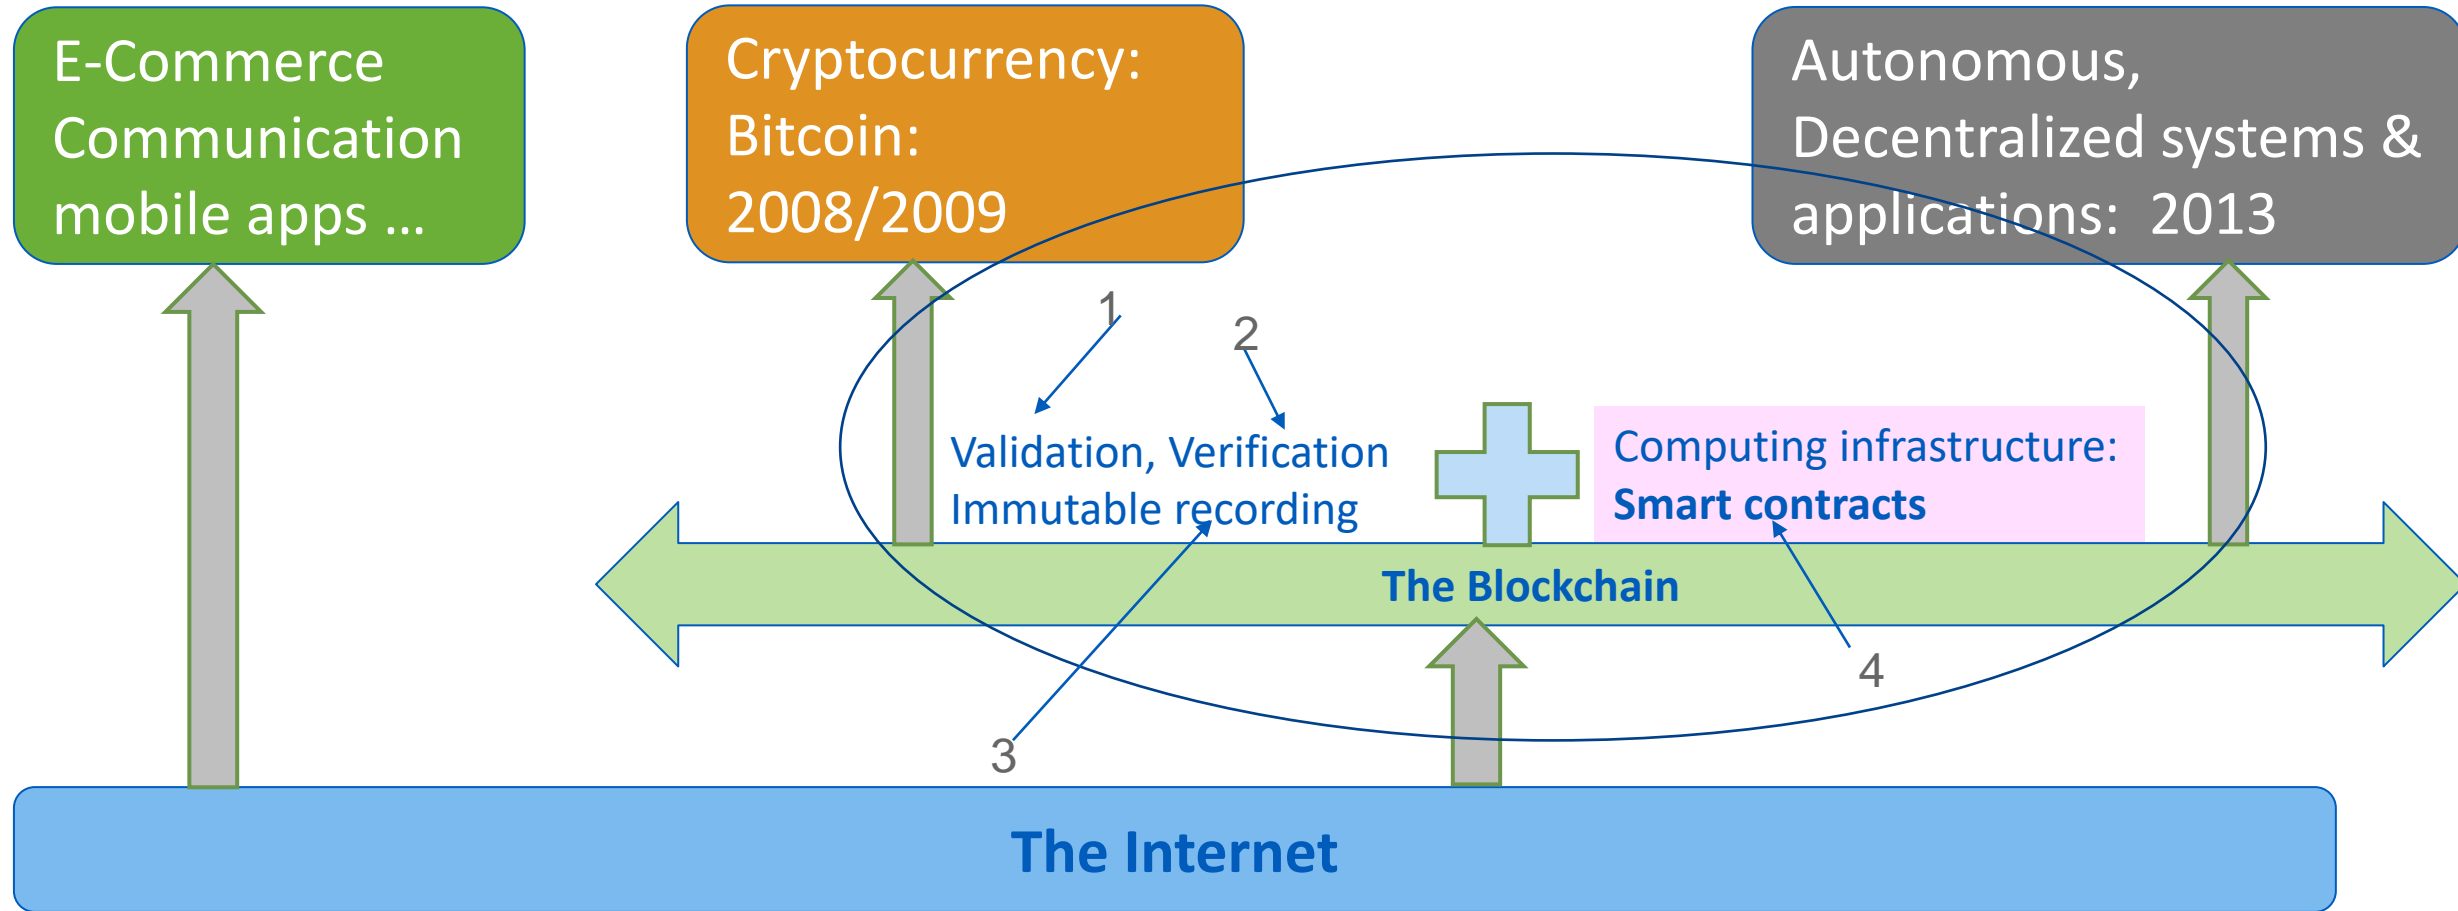 E-Commerce
Communication
mobile apps ...
Cryptocurrency:
Bitcoin:
2008/2009
Autonomous,
Decentralized systems &
applications: 2013
1
2
Validation, Verification
Immutable recording
Computing infrastructure:
Smart contracts
The Blockchain
4
3
The Internet